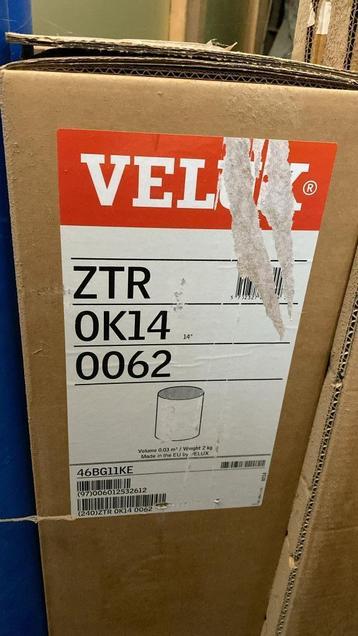 VELUX®
ZTR
0K14 14"
0062
Volume 0.03 m³ / Weight 2 kg
Made in the EU by VELUX
46BG11KE
(97)006012532612
(240)ZTR 0K14 0062